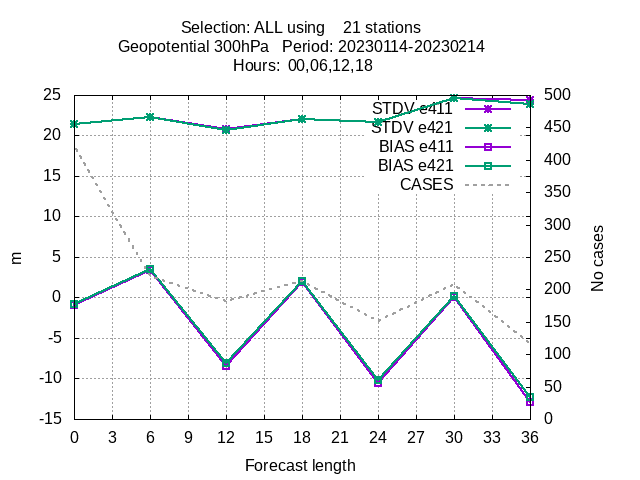 Selection: ALL using    21 stations
Geopotential 300hPa   Period: 20230114-20230214
Hours:  00,06,12,18
25
20
15
10
5
0
-5
-10
-15
m
500
450
400
350
300
250
200
150
100
50
0
No cases
STDV e411
STDV e421
BIAS e411
BIAS e421
CASES
0 3 6 9 12 15 18 21 24 27 30 33 36
Forecast length